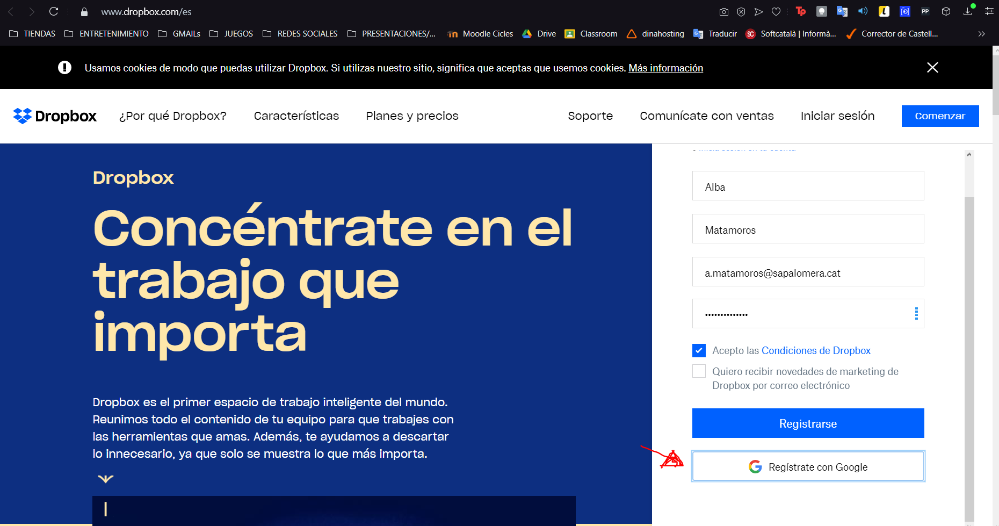 www.dropbox.com/es
TIENDAS
ENTRETENIMIENTO
GMAILs
JUEGOS
REDES SOCIALES
PRESENTACIONES/...
Moodle Cicles
Drive
Classroom
dinahosting
Traducir
Softcatalà | Informà...
Corrector de Castell...
Usamos cookies de modo que puedas utilizar Dropbox. Si utilizas nuestro sitio, significa que aceptas que usemos cookies. Más información
Dropbox
¿Por qué Dropbox?
Características
Planes y precios
Soporte
Comunícate con ventas
Iniciar sesión
Comenzar
Dropbox
Concéntrate en el
trabajo que
importa
Dropbox es el primer espacio de trabajo inteligente del mundo.
Reunimos todo el contenido de tu equipo para que trabajes con
las herramientas que amas. Además, te ayudamos a descartar
lo innecesario, ya que solo se muestra lo que más importa.
Alba
Matamoros
a.matamoros@sapalomera.cat
Acepto las Condiciones de Dropbox
Quiero recibir novedades de marketing de
Dropbox por correo electrónico
Registrarse
Regístrate con Google